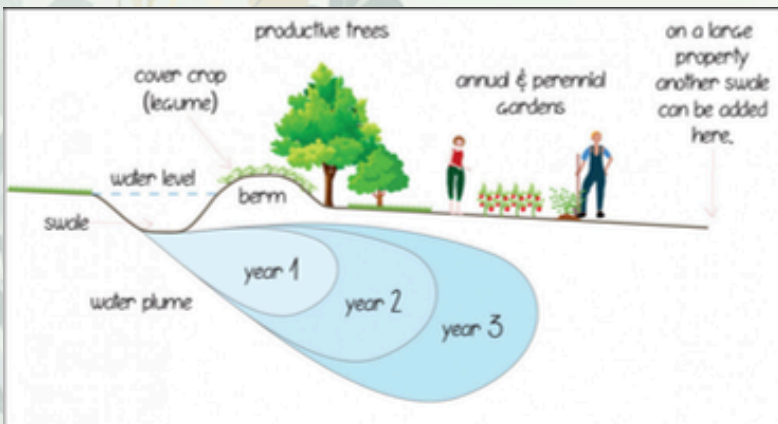 productive trees
cover crop
(legume)
annual & perennial
gardens
on a large
property
another swale
can be added
here.
water level
berm
swale
year 1
water plume
year 2
year 3